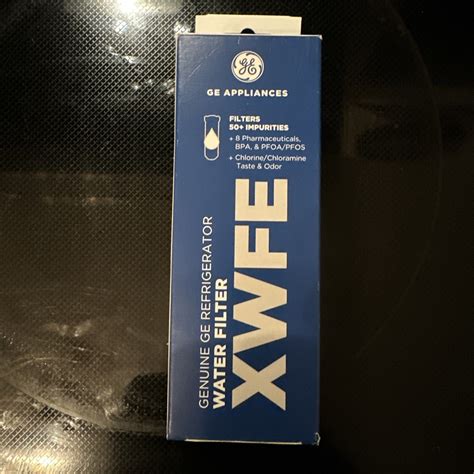 GE
GE APPLIANCES
FILTERS
50+ IMPURITIES
+ 8 Pharmaceuticals,
BPA, & PFOA/PFOS
+ Chlorine/Chloramine
Taste & Odor
GENUINE GE REFRIGERATOR
WATER FILTER
XWFE